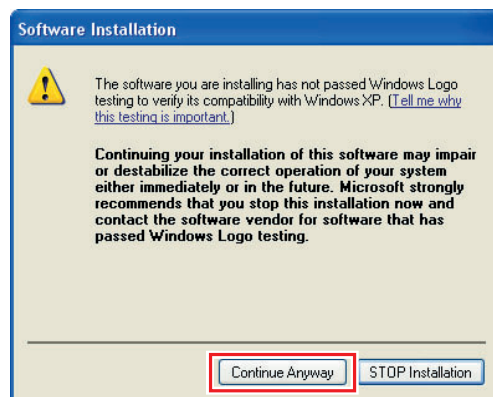 Software Installation
The software you are installing has not passed Windows Logo
testing to verify its compatibility with Windows XP. (Tell me why
this testing is important.)
Continuing your installation of this software may impair
or destabilize the correct operation of your system
either immediately or in the future. Microsoft strongly
recommends that you stop this installation now and
contact the software vendor for software that has
passed Windows Logo testing.
Continue Anyway
STOP Installation